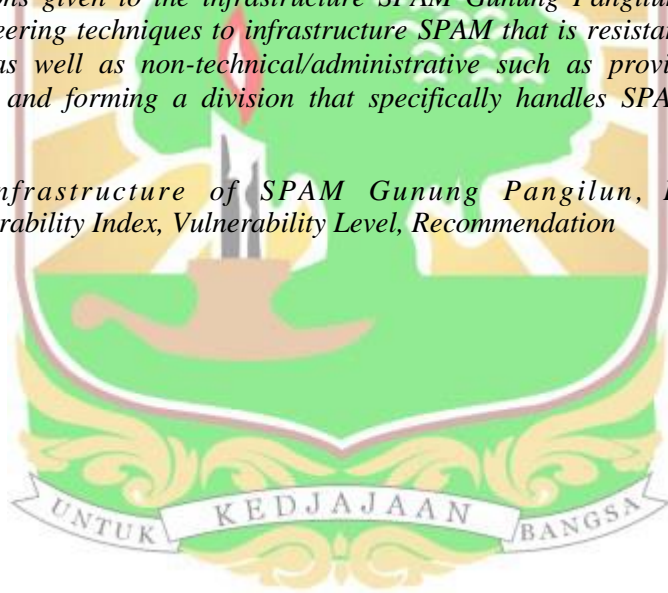 ons given to the infrastructure SPAM Gunung Pangilun
eering techniques to infrastructure SPAM that is resistan
as well as non-technical/administrative such as provi
and forming a division that specifically handles SPA
nfrastructure of SPAM Gunung Pangilun,
rability Index, Vulnerability Level, Recommendation
UNTUK KEDJAJAAN BANGSA